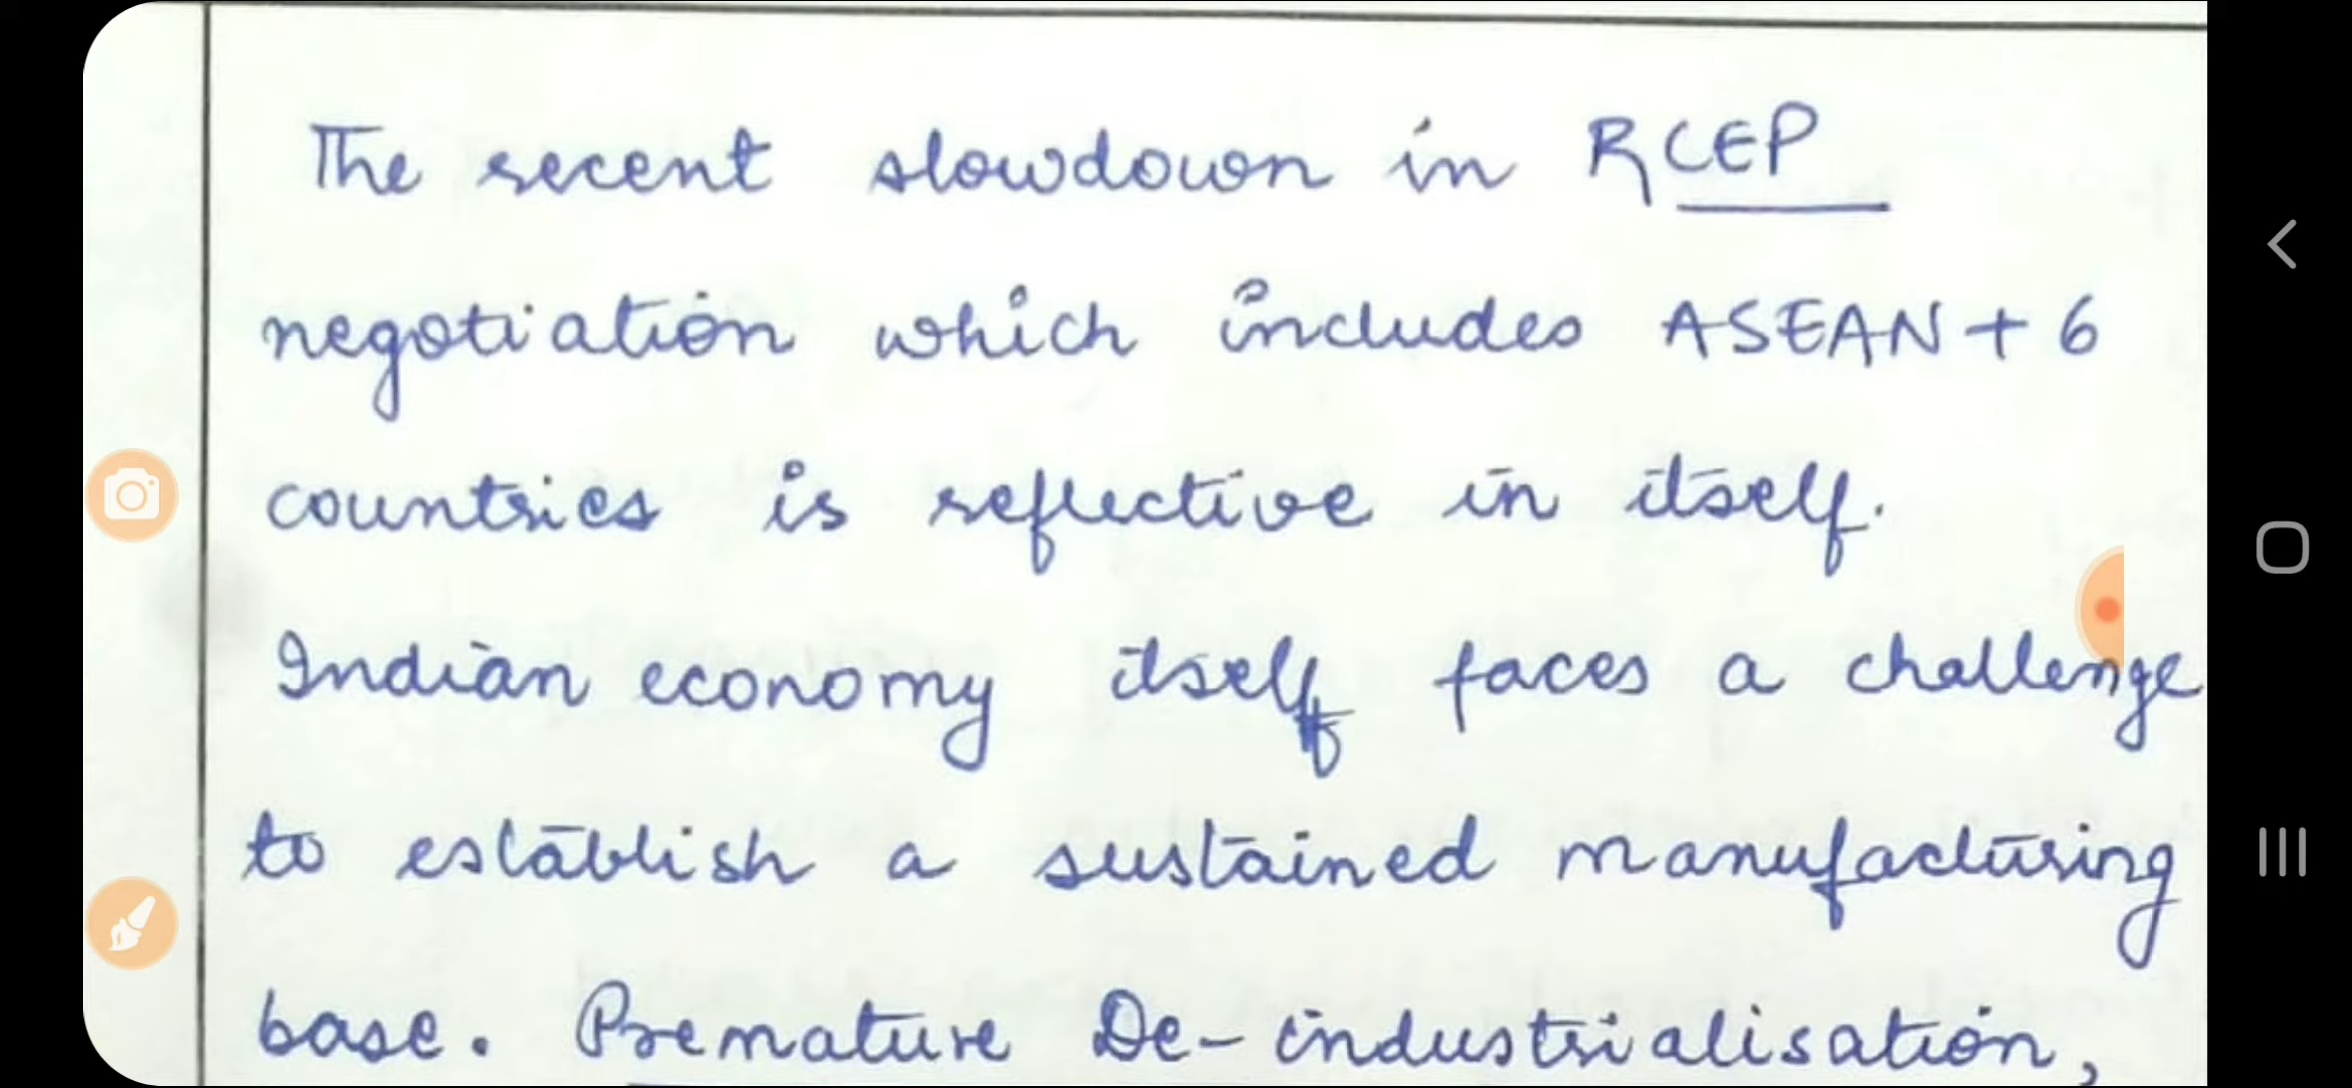 The recent slowdown in RCEP
negotiation which includes ASEAN + 6
countries is reflective in itself.
Indian economy itself faces a challenge
to establish a sustained manufacturing
base. Premature De-industrialisation,